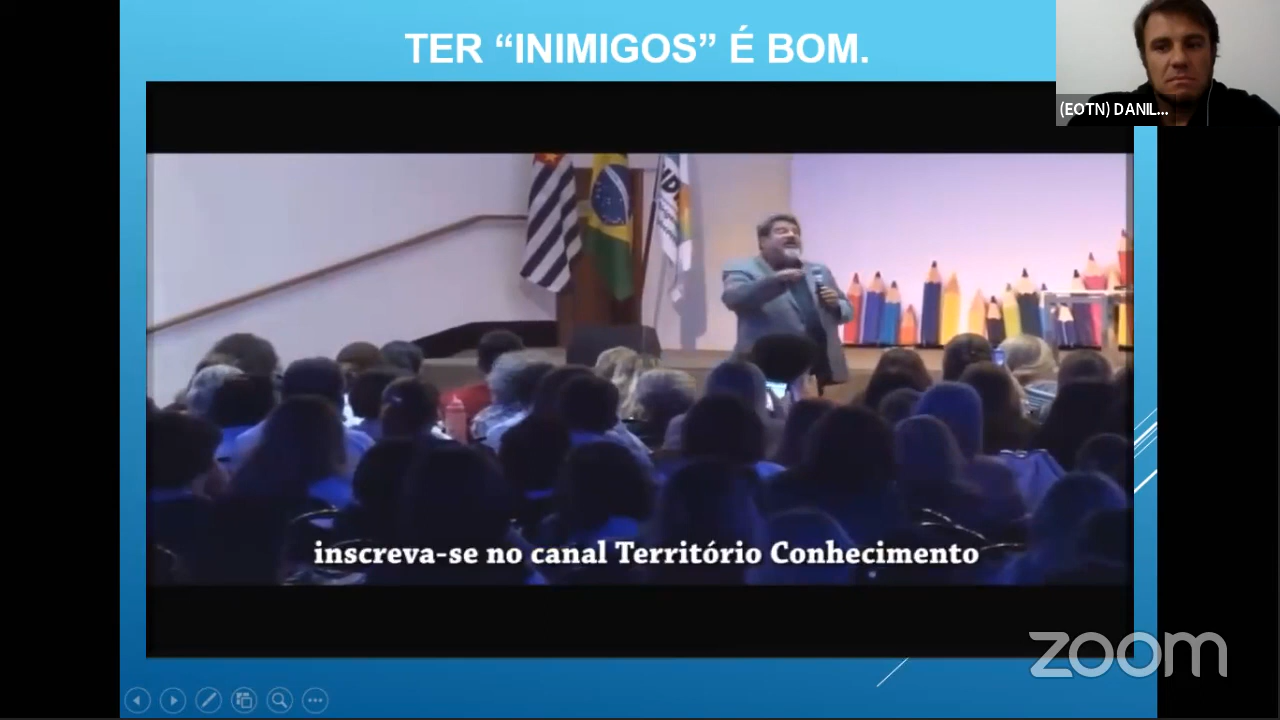 TER “INIMIGOS” É BOM.
(EOTN) DANIL...
inscreva-se no canal Território Conhecimento
zoom